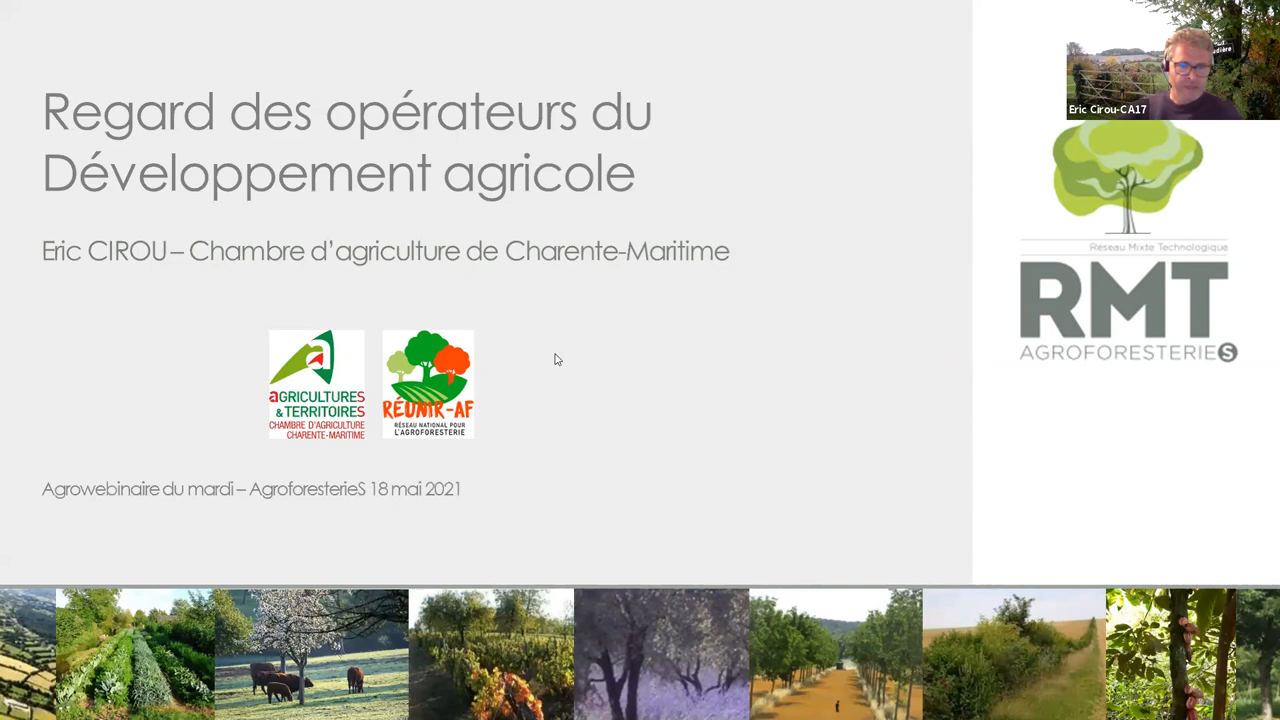 Regard des opérateurs du
Développement agricole
Eric CIROU – Chambre d'agriculture de Charente-Maritime
AGRICULTURES
& TERRITOIRES
CHAMBRE D'AGRICULTURE
CHARENTE-MARITIME
RÉUNIR-AF
RÉSEAU NATIONAL POUR
L'AGROFORESTERIE
Agrowebinaire du mardi – AgroforesterieS 18 mai 2021
Eric Cirou-CA17
Réseau Mixte Technologique
RMT
AGROFORESTERIES